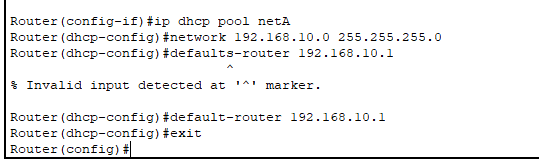 Router(config-if)#ip dhcp pool netA
Router(dhcp-config)#network 192.168.10.0 255.255.255.0
Router(dhcp-config)#defaults-router 192.168.10.1
^
% Invalid input detected at '^' marker.
Router(dhcp-config)#default-router 192.168.10.1
Router(dhcp-config)#exit
Router(config)#